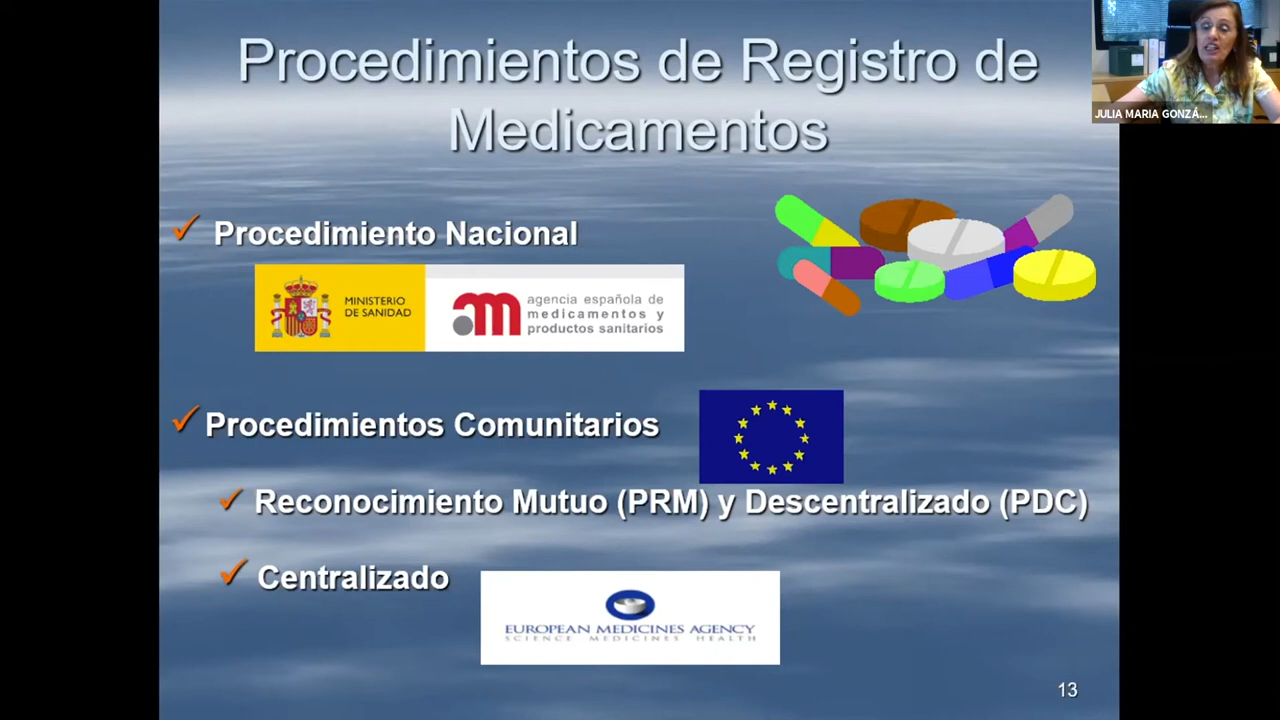 Procedimientos de Registro de
Medicamentos
JULIA MARIA GONZÁ...
Procedimiento Nacional
MINISTERIO
DE SANIDAD
agencia española de
medicamentos y
productos sanitarios
Procedimientos Comunitarios
Reconocimiento Mutuo (PRM) y Descentralizado (PDC)
Centralizado
EUROPEAN MEDICINES AGENCY
SCIENCE MEDICINES HEALTH
13